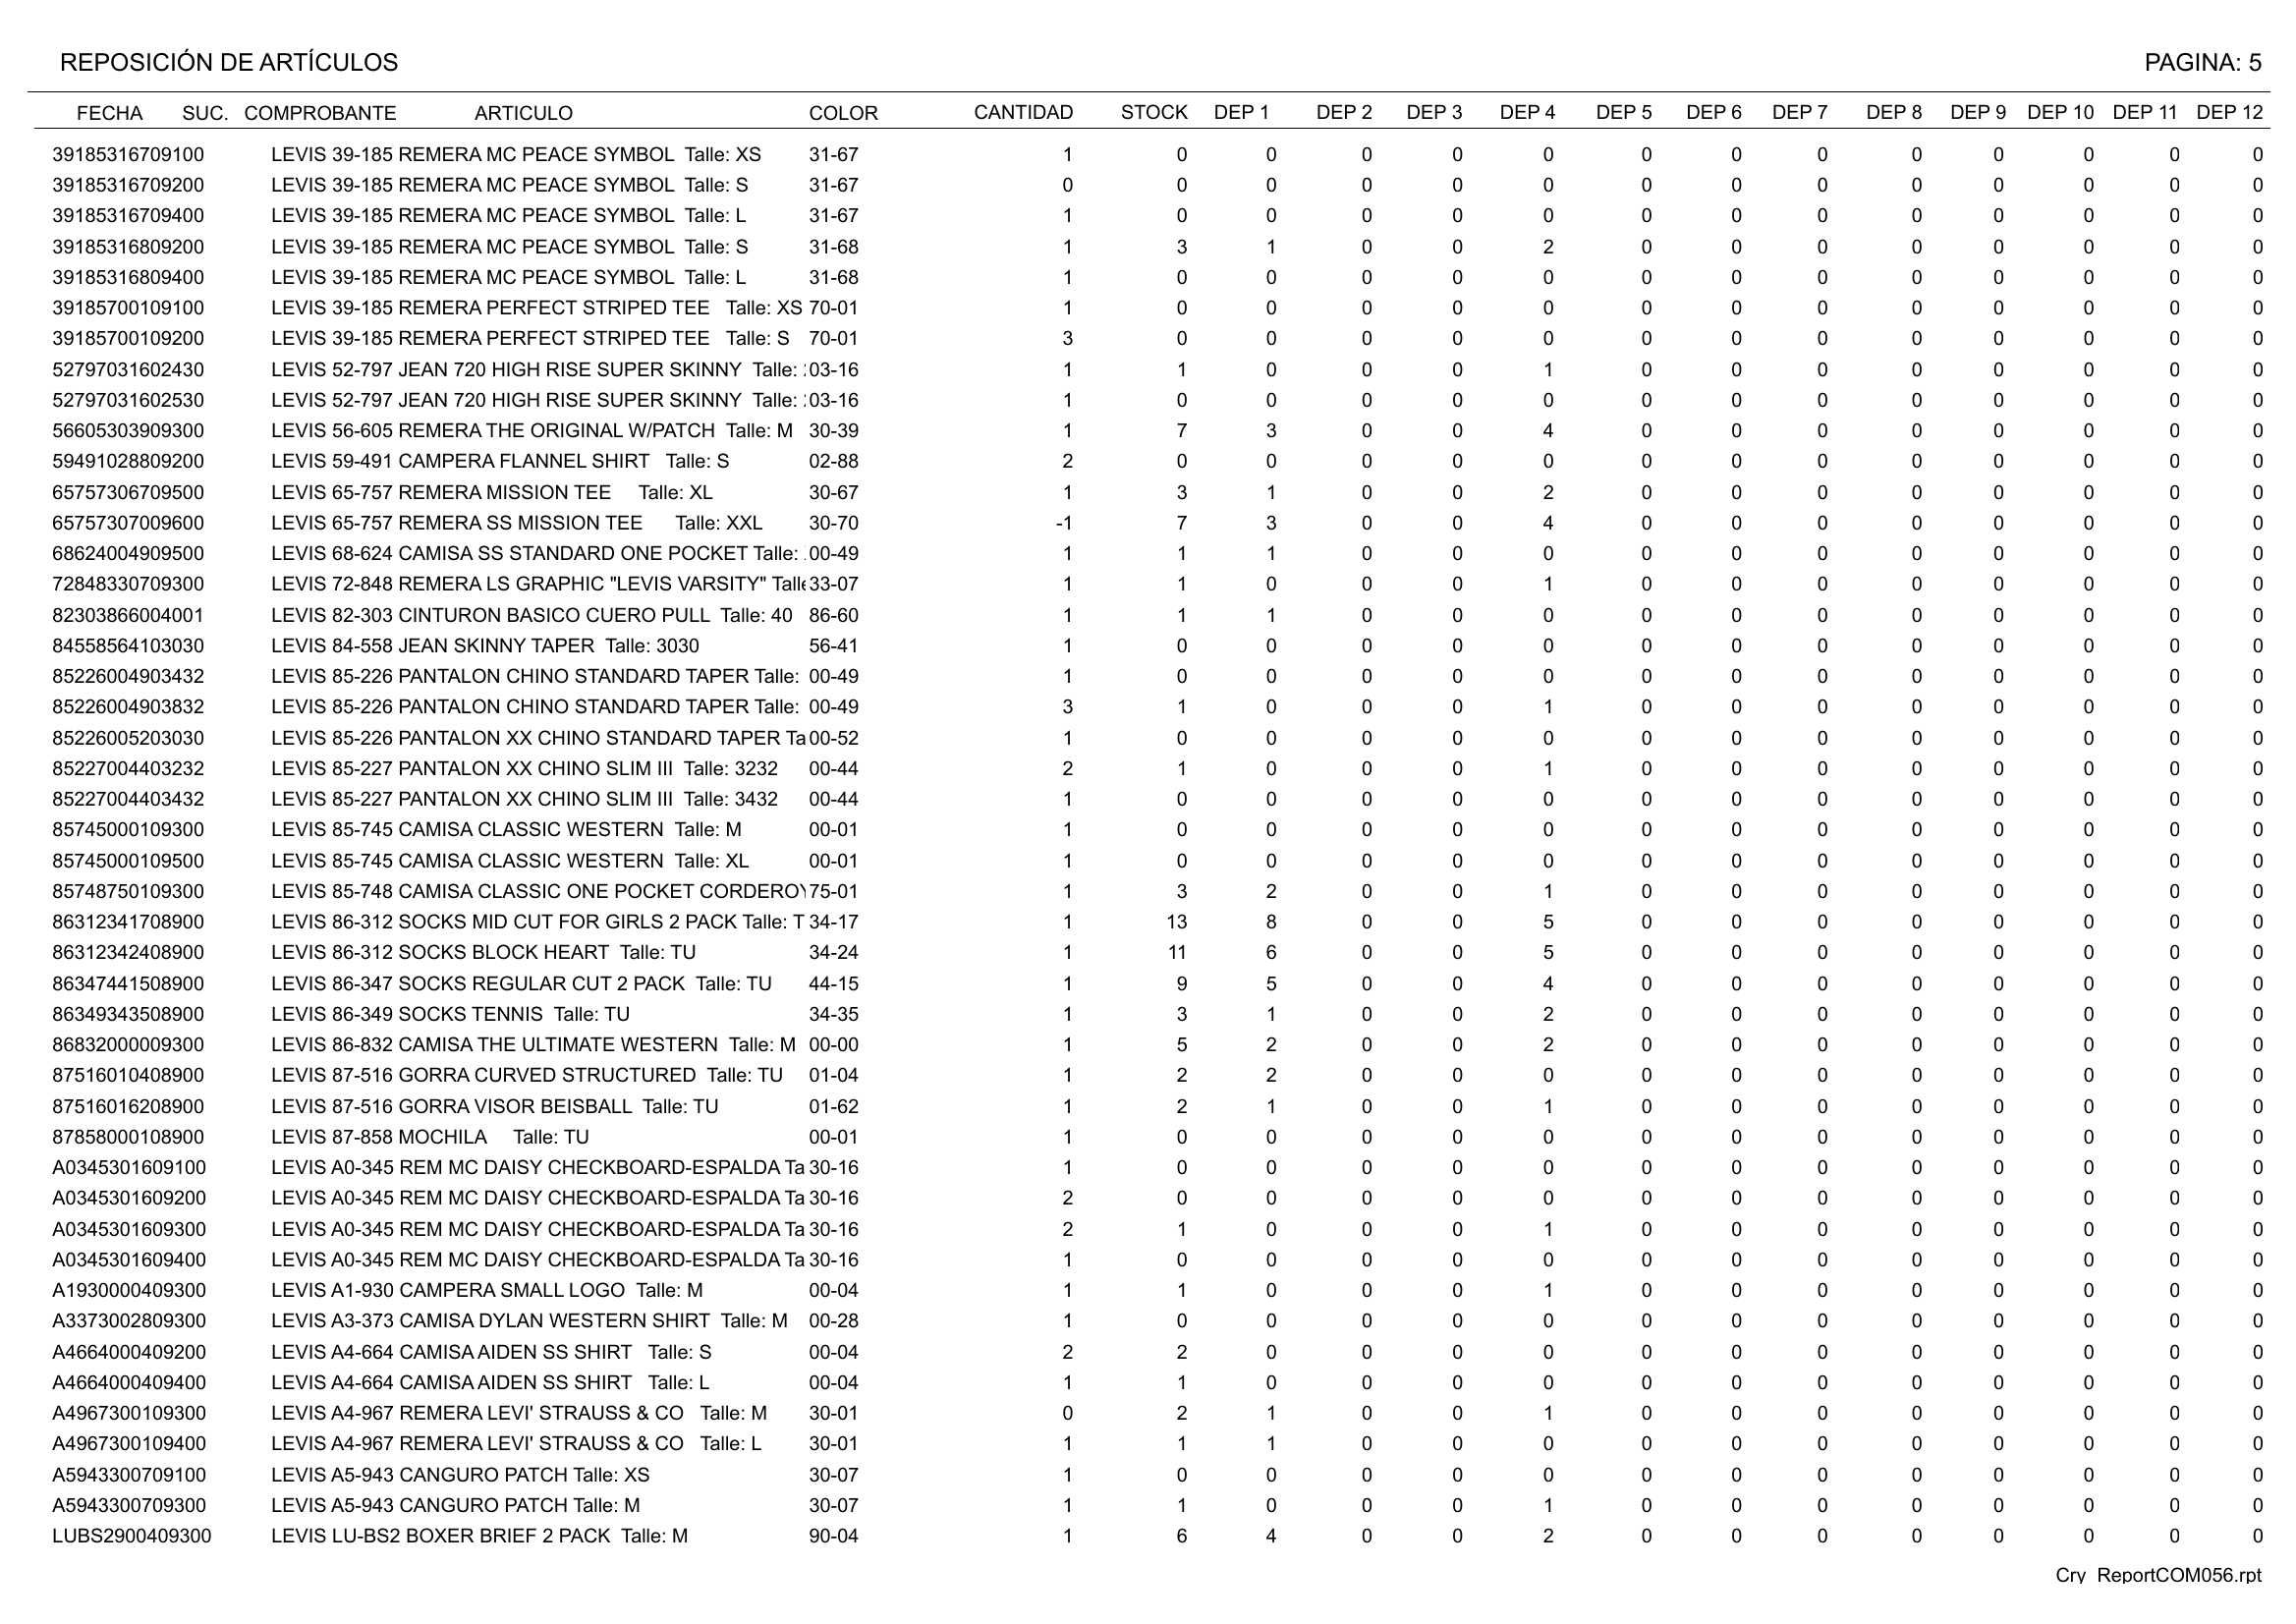 REPOSICIÓN DE ARTÍCULOS PAGINA: 5
FECHA SUC. COMPROBANTE ARTICULO COLOR CANTIDAD STOCK DEP 1 DEP 2 DEP 3 DEP 4 DEP 5 DEP 6 DEP 7 DEP 8 DEP 9 DEP 10 DEP 11 DEP 12
39185316709100 LEVIS 39-185 REMERA MC PEACE SYMBOL Talle: XS 31-67 1 0 0 0 0 0 0 0 0 0 0 0 0 0
39185316709200 LEVIS 39-185 REMERA MC PEACE SYMBOL Talle: S 31-67 0 0 0 0 0 0 0 0 0 0 0 0 0 0
39185316709400 LEVIS 39-185 REMERA MC PEACE SYMBOL Talle: L 31-67 1 0 0 0 0 0 0 0 0 0 0 0 0 0
39185316809200 LEVIS 39-185 REMERA MC PEACE SYMBOL Talle: S 31-68 1 3 1 0 0 2 0 0 0 0 0 0 0 0
39185316809400 LEVIS 39-185 REMERA MC PEACE SYMBOL Talle: L 31-68 1 0 0 0 0 0 0 0 0 0 0 0 0 0
39185700109100 LEVIS 39-185 REMERA PERFECT STRIPED TEE Talle: XS 70-01 1 0 0 0 0 0 0 0 0 0 0 0 0 0
39185700109200 LEVIS 39-185 REMERA PERFECT STRIPED TEE Talle: S 70-01 3 0 0 0 0 0 0 0 0 0 0 0 0 0
52797031602430 LEVIS 52-797 JEAN 720 HIGH RISE SUPER SKINNY Talle: 03-16 1 1 0 0 0 1 0 0 0 0 0 0 0 0
52797031602530 LEVIS 52-797 JEAN 720 HIGH RISE SUPER SKINNY Talle: 03-16 1 0 0 0 0 0 0 0 0 0 0 0 0 0
56605303909300 LEVIS 56-605 REMERA THE ORIGINAL W/PATCH Talle: M 30-39 1 7 3 0 0 4 0 0 0 0 0 0 0 0
59491028809200 LEVIS 59-491 CAMPERA FLANNEL SHIRT Talle: S 02-88 2 0 0 0 0 0 0 0 0 0 0 0 0 0
65757306709500 LEVIS 65-757 REMERA MISSION TEE Talle: XL 30-67 1 3 1 0 0 2 0 0 0 0 0 0 0 0
65757307009600 LEVIS 65-757 REMERA SS MISSION TEE Talle: XXL 30-70 -1 7 3 0 0 4 0 0 0 0 0 0 0 0
68624004909500 LEVIS 68-624 CAMISA SS STANDARD ONE POCKET Talle: 00-49 1 1 1 0 0 0 0 0 0 0 0 0 0 0
72848330709300 LEVIS 72-848 REMERA LS GRAPHIC "LEVIS VARSITY" Talle 33-07 1 1 0 0 0 1 0 0 0 0 0 0 0 0
82303866004001 LEVIS 82-303 CINTURON BASICO CUERO PULL Talle: 40 86-60 1 1 1 0 0 0 0 0 0 0 0 0 0 0
84558564103030 LEVIS 84-558 JEAN SKINNY TAPER Talle: 3030 56-41 1 0 0 0 0 0 0 0 0 0 0 0 0 0
85226004903432 LEVIS 85-226 PANTALON CHINO STANDARD TAPER Talle: 00-49 1 0 0 0 0 0 0 0 0 0 0 0 0 0
85226004903832 LEVIS 85-226 PANTALON CHINO STANDARD TAPER Talle: 00-49 3 1 0 0 0 1 0 0 0 0 0 0 0 0
85226005203030 LEVIS 85-226 PANTALON XX CHINO STANDARD TAPER Ta 00-52 1 0 0 0 0 0 0 0 0 0 0 0 0 0
85227004403232 LEVIS 85-227 PANTALON XX CHINO SLIM III Talle: 3232 00-44 2 1 0 0 0 1 0 0 0 0 0 0 0 0
85227004403432 LEVIS 85-227 PANTALON XX CHINO SLIM III Talle: 3432 00-44 1 0 0 0 0 0 0 0 0 0 0 0 0 0
85745000109300 LEVIS 85-745 CAMISA CLASSIC WESTERN Talle: M 00-01 1 0 0 0 0 0 0 0 0 0 0 0 0 0
85745000109500 LEVIS 85-745 CAMISA CLASSIC WESTERN Talle: XL 00-01 1 0 0 0 0 0 0 0 0 0 0 0 0 0
85748750109300 LEVIS 85-748 CAMISA CLASSIC ONE POCKET CORDEROY 75-01 1 3 2 0 0 1 0 0 0 0 0 0 0 0
86312341708900 LEVIS 86-312 SOCKS MID CUT FOR GIRLS 2 PACK Talle: T 34-17 1 13 8 0 0 5 0 0 0 0 0 0 0 0
86312342408900 LEVIS 86-312 SOCKS BLOCK HEART Talle: TU 34-24 1 11 6 0 0 5 0 0 0 0 0 0 0 0
86347441508900 LEVIS 86-347 SOCKS REGULAR CUT 2 PACK Talle: TU 44-15 1 9 5 0 0 4 0 0 0 0 0 0 0 0
86349343508900 LEVIS 86-349 SOCKS TENNIS Talle: TU 34-35 1 3 1 0 0 2 0 0 0 0 0 0 0 0
86832000009300 LEVIS 86-832 CAMISA THE ULTIMATE WESTERN Talle: M 00-00 1 5 2 0 0 2 0 0 0 0 0 0 0 0
87516010408900 LEVIS 87-516 GORRA CURVED STRUCTURED Talle: TU 01-04 1 2 2 0 0 0 0 0 0 0 0 0 0 0
87516016208900 LEVIS 87-516 GORRA VISOR BEISBALL Talle: TU 01-62 1 2 1 0 0 1 0 0 0 0 0 0 0 0
87858000108900 LEVIS 87-858 MOCHILA Talle: TU 00-01 1 0 0 0 0 0 0 0 0 0 0 0 0 0
A0345301609100 LEVIS A0-345 REM MC DAISY CHECKBOARD-ESPALDA Ta 30-16 1 0 0 0 0 0 0 0 0 0 0 0 0 0
A0345301609200 LEVIS A0-345 REM MC DAISY CHECKBOARD-ESPALDA Ta 30-16 2 0 0 0 0 0 0 0 0 0 0 0 0 0
A0345301609300 LEVIS A0-345 REM MC DAISY CHECKBOARD-ESPALDA Ta 30-16 2 1 0 0 0 1 0 0 0 0 0 0 0 0
A0345301609400 LEVIS A0-345 REM MC DAISY CHECKBOARD-ESPALDA Ta 30-16 1 0 0 0 0 0 0 0 0 0 0 0 0 0
A1930000409300 LEVIS A1-930 CAMPERA SMALL LOGO Talle: M 00-04 1 1 0 0 0 1 0 0 0 0 0 0 0 0
A3373002809300 LEVIS A3-373 CAMISA DYLAN WESTERN SHIRT Talle: M 00-28 1 0 0 0 0 0 0 0 0 0 0 0 0 0
A4664000409200 LEVIS A4-664 CAMISA AIDEN SS SHIRT Talle: S 00-04 2 2 0 0 0 0 0 0 0 0 0 0 0 0
A4664000409400 LEVIS A4-664 CAMISA AIDEN SS SHIRT Talle: L 00-04 1 1 0 0 0 0 0 0 0 0 0 0 0 0
A4967300109300 LEVIS A4-967 REMERA LEVI' STRAUSS & CO Talle: M 30-01 0 2 1 0 0 1 0 0 0 0 0 0 0 0
A4967300109400 LEVIS A4-967 REMERA LEVI' STRAUSS & CO Talle: L 30-01 1 1 1 0 0 0 0 0 0 0 0 0 0 0
A5943300709100 LEVIS A5-943 CANGURO PATCH Talle: XS 30-07 1 0 0 0 0 0 0 0 0 0 0 0 0 0
A5943300709300 LEVIS A5-943 CANGURO PATCH Talle: M 30-07 1 1 0 0 0 1 0 0 0 0 0 0 0 0
LUBS2900409300 LEVIS LU-BS2 BOXER BRIEF 2 PACK Talle: M 90-04 1 6 4 0 0 2 0 0 0 0 0 0 0 0
Cry_ReportCOM056.rpt